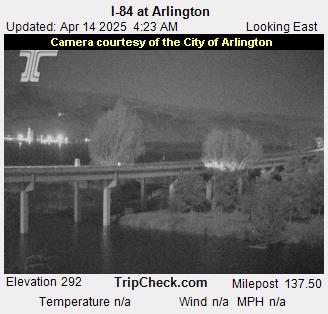 I-84 at Arlington
Updated: Apr 14 2025 4:23 AM Looking East
Camera courtesy of the City of Arlington
Elevation 292 TripCheck.com Milepost 137.50
Temperature n/a Wind n/a MPH n/a